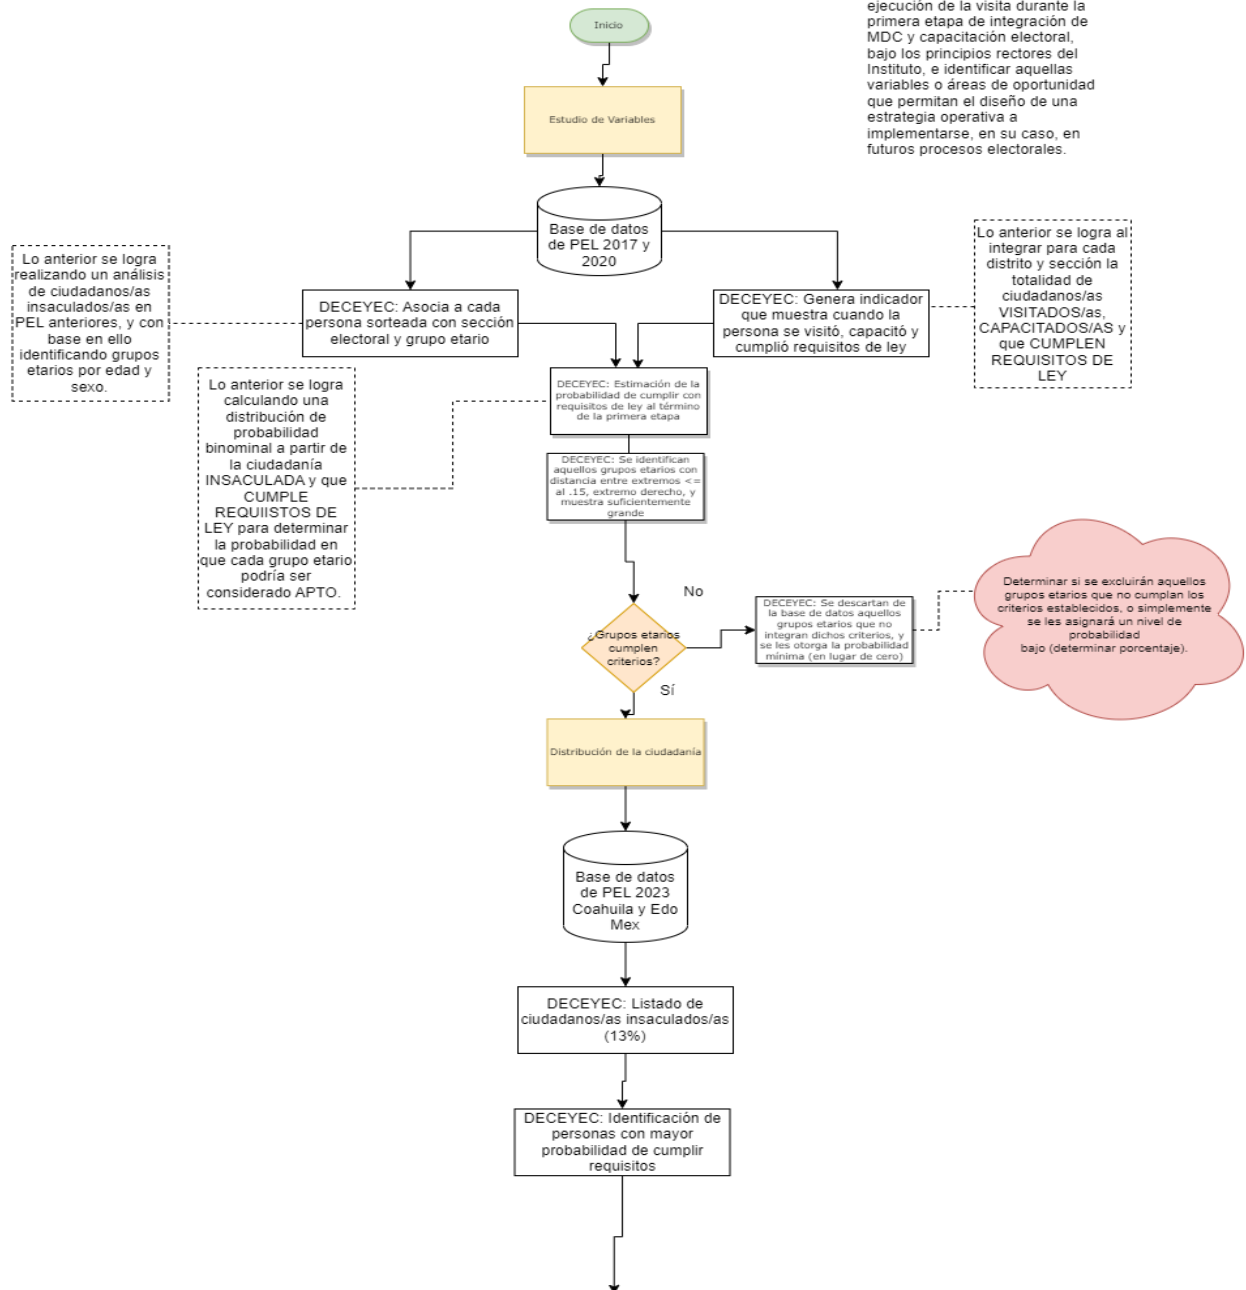 ejecución de la visita durante la
primera etapa de integración de
MDC y capacitación electoral,
bajo los principios rectores del
Instituto, e identificar aquellas
variables o áreas de oportunidad
que permitan el diseño de una
estrategia operativa a
implementarse, en su caso, en
futuros procesos electorales.
Inicio
Estudio de Variables
Base de datos
de PEL 2017 y
2020
Lo anterior se logra
realizando un análisis
de ciudadanos/as
insaculados/as en
PEL anteriores, y con
base en ello
identificando grupos
etarios por edad y
sexo.
DECEYEC: Asocia a cada
persona sorteada con sección
electoral y grupo etario
DECEYEC: Genera indicador
que muestra cuando la
persona se visitó, capacitó y
cumplió requisitos de ley
Lo anterior se logra al
integrar para cada
distrito y sección la
totalidad de
ciudadanos/as
VISITADOS/as,
CAPACITADOS/AS y
que CUMPLEN
REQUISITOS DE
LEY
Lo anterior se logra
calculando una
distribución de
probabilidad
binominal a partir de
la ciudadanía
INSACULADA y que
CUMPLE
REQUIISTOS DE
LEY para determinar
la probabilidad en
que cada grupo etario
podría ser
considerado APTO.
DECEYEC: Estimación de la
probabilidad de cumplir con
requisitos de ley al término
de la primera etapa
DECEYEC: Se identifican
aquellos grupos etarios con
distancia entre extremos <=
al .15, extremo derecho, y
muestra suficientemente
grande
¿Grupos etarios
cumplen
criterios?
No
Sí
DECEYEC: Se descartan de
la base de datos aquellos
grupos etarios que no
integran dichos criterios, y
se les otorga la probabilidad
mínima (en lugar de cero)
Determinar si se excluirán aquellos
grupos etarios que no cumplan los
criterios establecidos, o simplemente
se les asignará un nivel de
probabilidad
bajo (determinar porcentaje).
Distribución de la ciudadanía
Base de datos
de PEL 2023
Coahuila y Edo
Mex
DECEYEC: Listado de
ciudadanos/as insaculados/as
(13%)
DECEYEC: Identificación de
personas con mayor
probabilidad de cumplir
requisitos